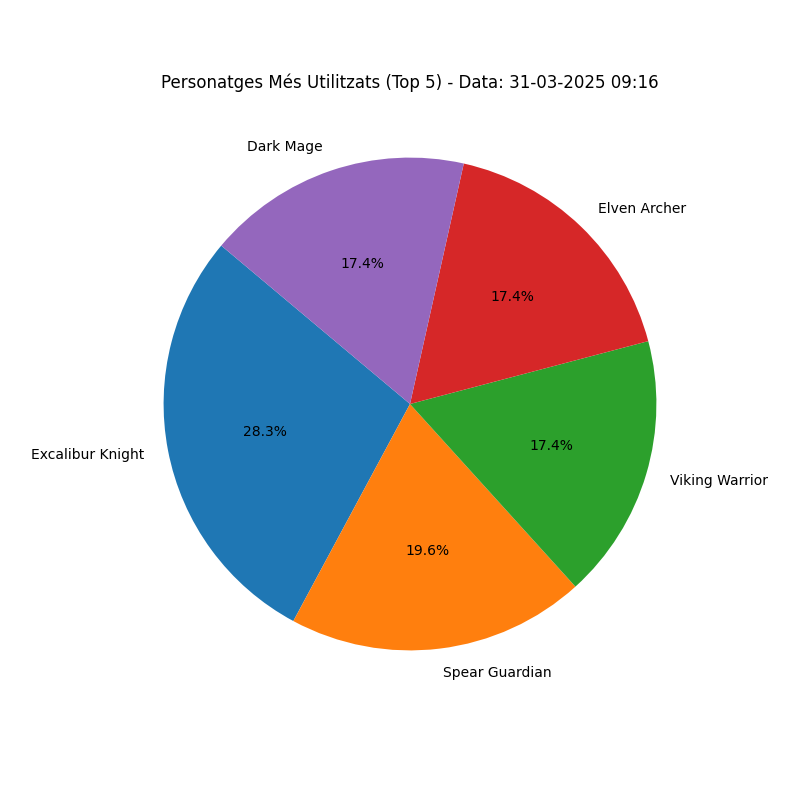 Personatges Més Utilitzats (Top 5) - Data: 31-03-2025 09:16
Dark Mage
Elven Archer
17.4%
17.4%
28.3%
17.4%
Excalibur Knight
Viking Warrior
19.6%
Spear Guardian